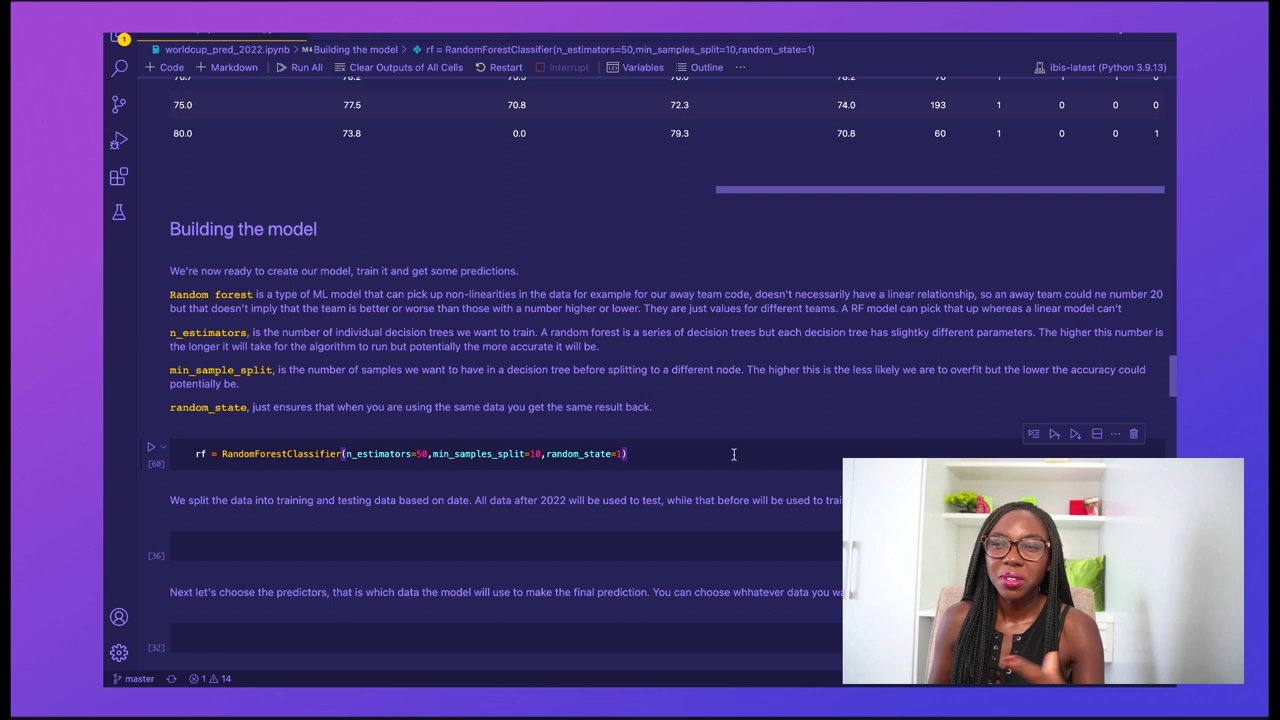 1
worldcup_pred_2022.ipynb > Building the model > rf = RandomForestClassifier(n_estimators=50,min_samples_split=10,random_state=1)
+ Code + Markdown Run All Clear Outputs of All Cells Restart Interrupt Variables Outline ... ibis-latest (Python 3.9.13)
75.0 77.5 70.8 72.3 74.0 193 1 0 0 0
80.0 73.8 0.0 79.3 70.8 60 1 0 0 1
Building the model
We're now ready to create our model, train it and get some predictions.
Random forest is a type of ML model that can pick up non-linearities in the data for example for our away team code, doesn't necessarily have a linear relationship, so an away team could ne number 20
but that doesn't imply that the team is better or worse than those with a number higher or lower. They are just values for different teams. A RF model can pick that up whereas a linear model can't
n_estimators, is the number of individual decision trees we want to train. A random forest is a series of decision trees but each decision tree has slightky different parameters. The higher this number is
the longer it will take for the algorithm to run but potentially the more accurate it will be.
min_sample_split, is the number of samples we want to have in a decision tree before splitting to a different node. The higher this is the less likely we are to overfit but the lower the accuracy could
potentially be.
random_state, just ensures that when you are using the same data you get the same result back.
rf = RandomForestClassifier(n_estimators=50,min_samples_split=10,random_state=1)
[60]
We split the data into training and testing data based on date. All data after 2022 will be used to test, while that before will be used to trai
[36]
Next let's choose the predictors, that is which data the model will use to make the final prediction. You can choose whhatever data you wa
[32]
master 1 14